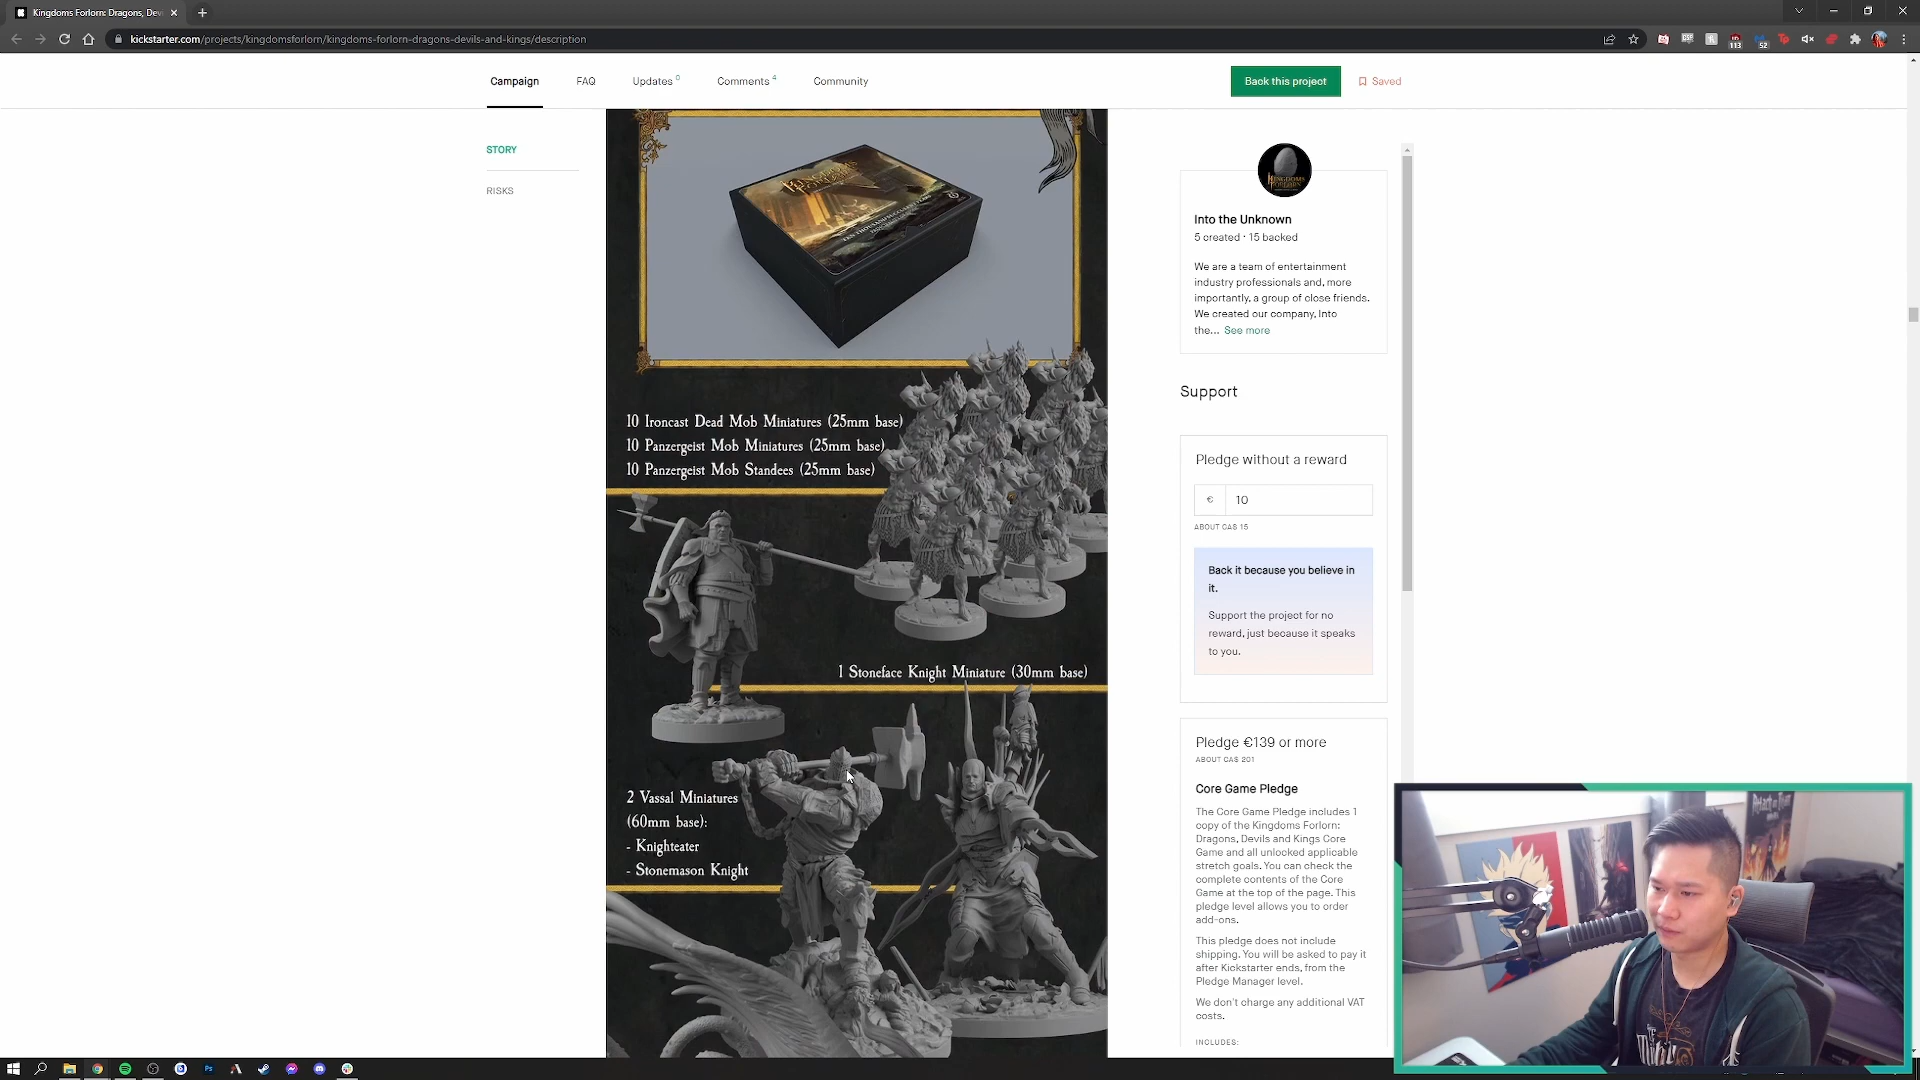 Kingdoms Forlorn: Dragons, Dev
kickstarter.com/projects/kingdomsforlorn/kingdoms-forlorn-dragons-devils-and-kings/description
113
52
Campaign
FAQ
Updates 0
Comments 4
Community
Back this project
Saved
STORY
RISKS
KINGDOMS
FORLORN
10 Ironcast Dead Mob Miniatures (25mm base)
10 Panzergeist Mob Miniatures (25mm base)
10 Panzergeist Mob Standees (25mm base)
1 Stoneface Knight Miniature (30mm base)
2 Vassal Miniatures
(60mm base):
- Knighteater
- Stonemason Knight
KINGDOMS
FORLORN
Into the Unknown
5 created · 15 backed
We are a team of entertainment
industry professionals and, more
importantly, a group of close friends.
We created our company, Into
the... See more
Support
Pledge without a reward
€ 10
ABOUT CA$ 15
Back it because you believe in
it.
Support the project for no
reward, just because it speaks
to you.
Pledge €139 or more
ABOUT CA$ 201
Core Game Pledge
The Core Game Pledge includes 1
copy of the Kingdoms Forlorn:
Dragons, Devils and Kings Core
Game and all unlocked applicable
stretch goals. You can check the
complete contents of the Core
Game at the top of the page. This
pledge level allows you to order
add-ons.
This pledge does not include
shipping. You will be asked to pay it
after Kickstarter ends, from the
Pledge Manager level.
We don't charge any additional VAT
costs.
INCLUDES: